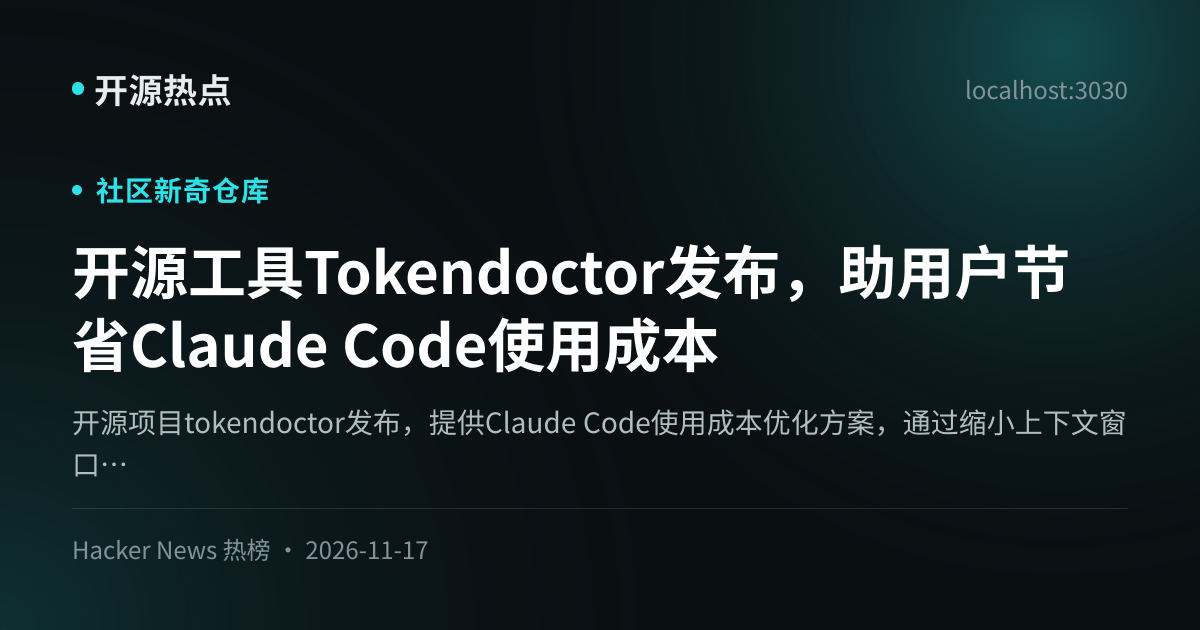 开源热点
localhost:3030
社区新奇仓库
开源工具Tokendoctor发布，助用户节
省Claude Code使用成本
开源项目tokendoctor发布，提供Claude Code使用成本优化方案，通过缩小上下文窗
口…
Hacker News 热榜 · 2026-11-17